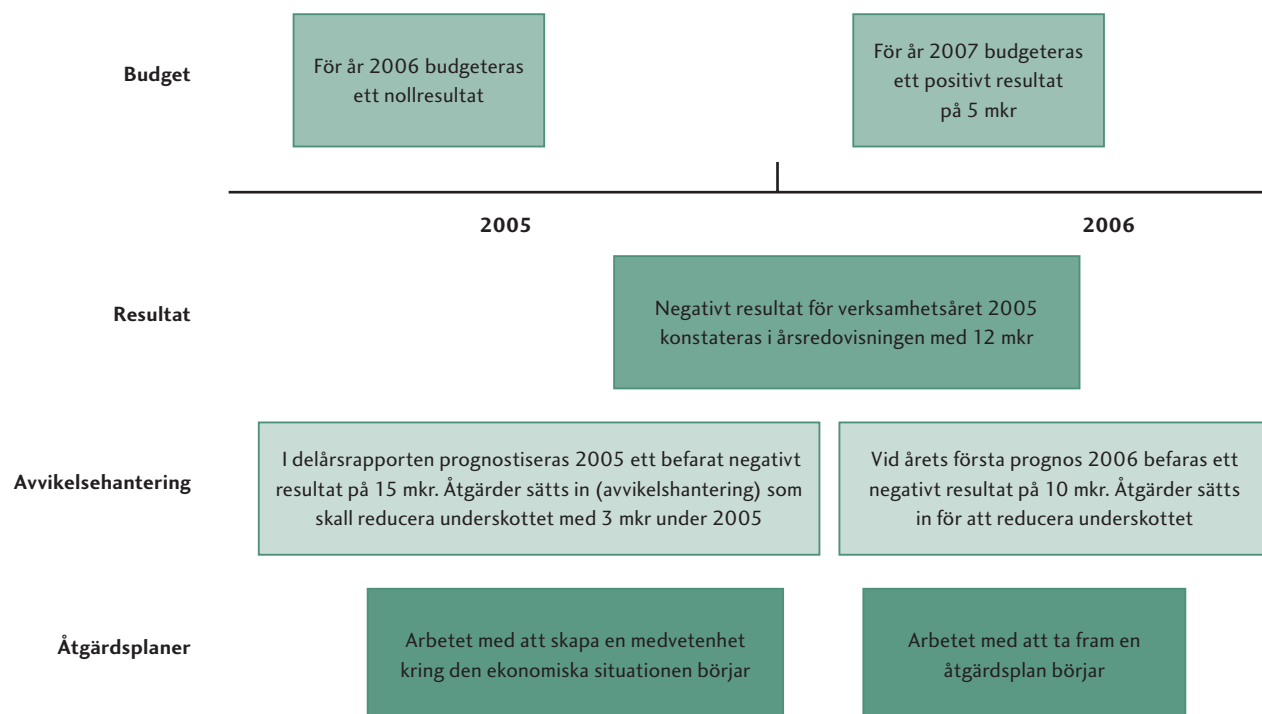 Budget
För år 2006 budgeteras
ett nollresultat
För år 2007 budgeteras
ett positivt resultat
på 5 mkr
2005
2006
Resultat
Negativt resultat för verksamhetsåret 2005
konstateras i årsredovisningen med 12 mkr
Avvikelsehantering
I delårsrapporten prognostiseras 2005 ett befarat negativt
resultat på 15 mkr. Åtgärder sätts in (avvikelshantering) som
skall reducera underskottet med 3 mkr under 2005
Vid årets första prognos 2006 befaras ett
negativt resultat på 10 mkr. Åtgärder sätts
in för att reducera underskottet
Åtgärdsplaner
Arbetet med att skapa en medvetenhet
kring den ekonomiska situationen börjar
Arbetet med att ta fram en
åtgärdsplan börjar